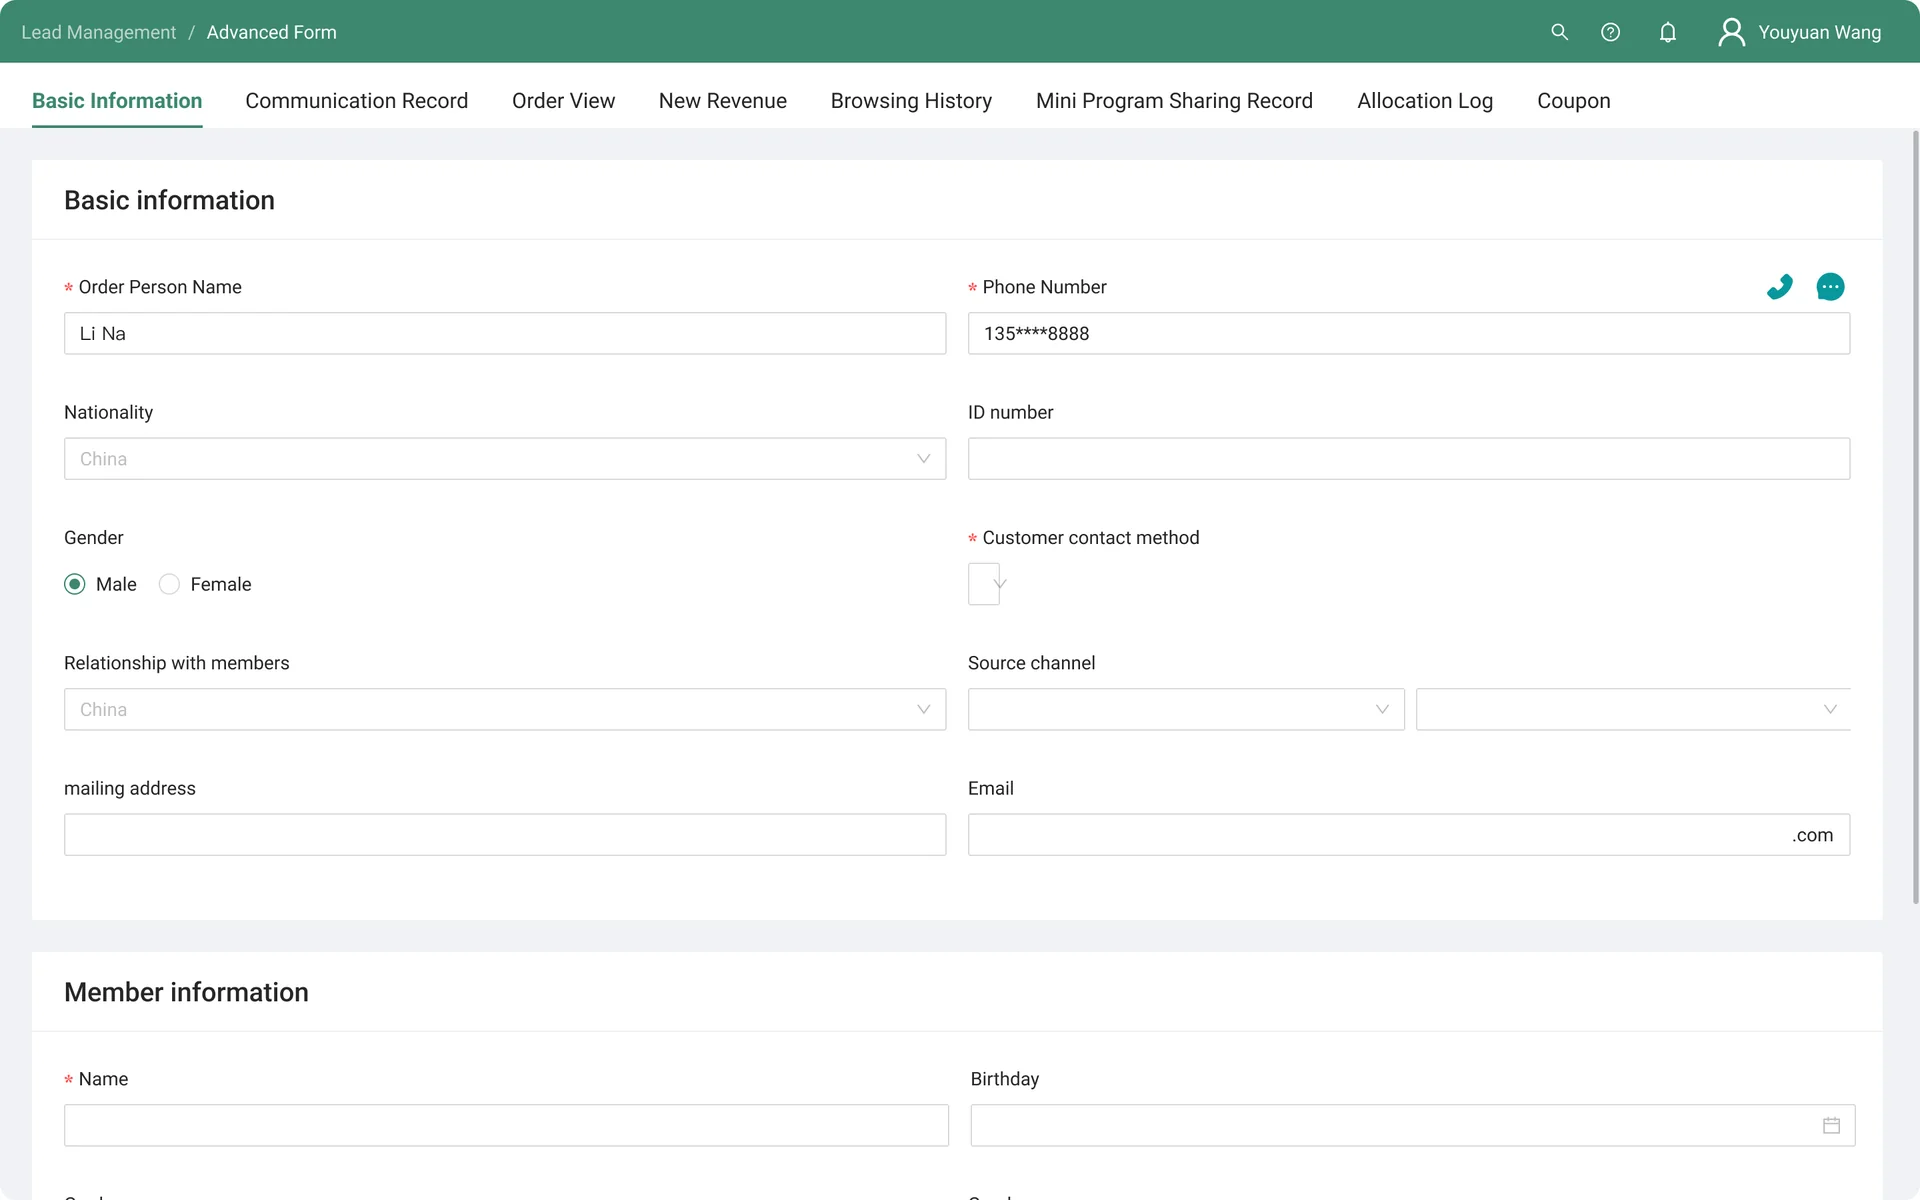 Lead Management / Advanced Form
Youyuan Wang
Basic Information Communication Record Order View New Revenue Browsing History Mini Program Sharing Record Allocation Log Coupon
Basic information
* Order Person Name
Li Na
* Phone Number
135****8888
Nationality
China
ID number
Gender
Male Female
* Customer contact method
Relationship with members
China
Source channel
mailing address
Email
.com
Member information
* Name
Birthday